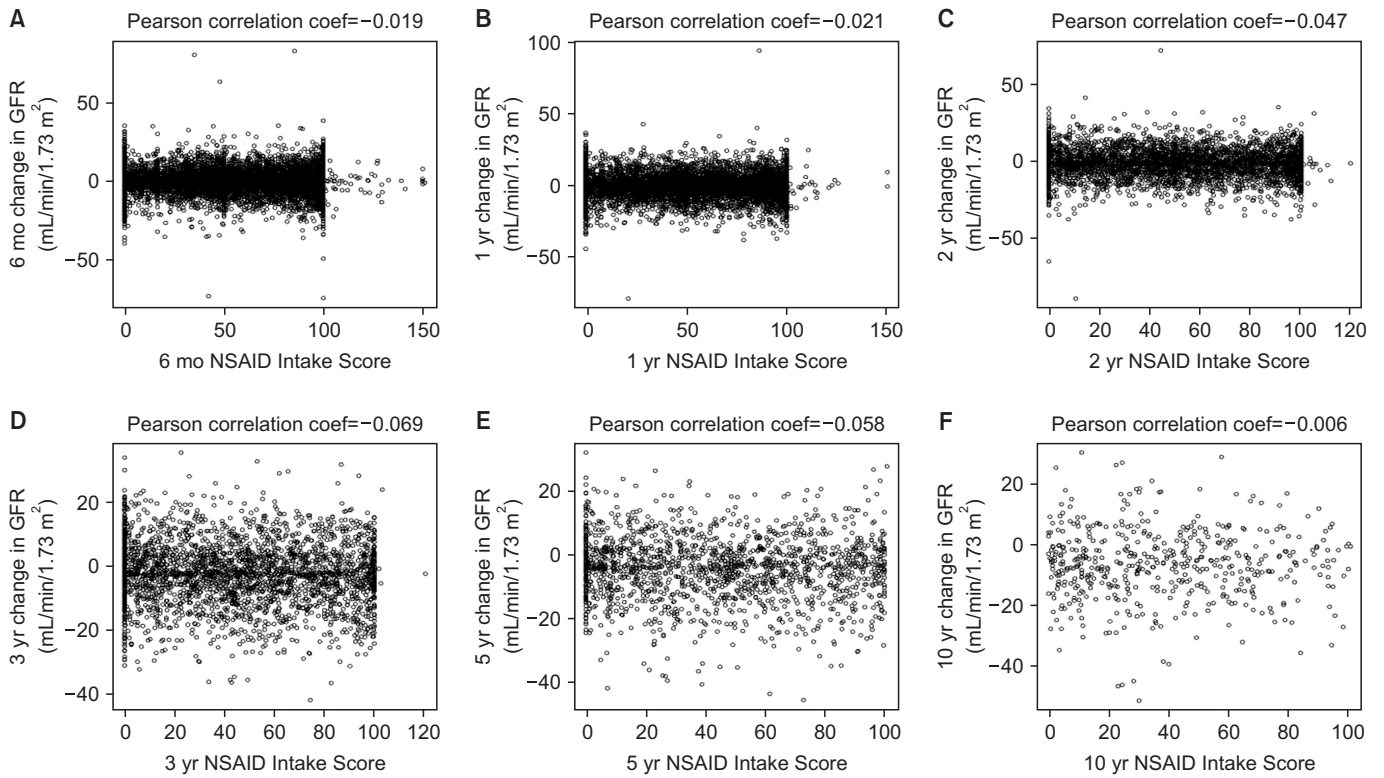 A
Pearson correlation coef=−0.019
6 mo change in GFR
(mL/min/1.73 m²)
50
0
−50
0 50 100 150
6 mo NSAID Intake Score
B
Pearson correlation coef=−0.021
1 yr change in GFR
(mL/min/1.73 m²)
100
50
0
−50
0 50 100 150
1 yr NSAID Intake Score
C
Pearson correlation coef=−0.047
2 yr change in GFR
(mL/min/1.73 m²)
50
0
−50
0 20 40 60 80 100 120
2 yr NSAID Intake Score
D
Pearson correlation coef=−0.069
3 yr change in GFR
(mL/min/1.73 m²)
20
0
−20
−40
0 20 40 60 80 100 120
3 yr NSAID Intake Score
E
Pearson correlation coef=−0.058
5 yr change in GFR
(mL/min/1.73 m²)
20
0
−20
−40
0 20 40 60 80 100
5 yr NSAID Intake Score
F
Pearson correlation coef=−0.006
10 yr change in GFR
(mL/min/1.73 m²)
20
0
−20
−40
0 20 40 60 80 100
10 yr NSAID Intake Score